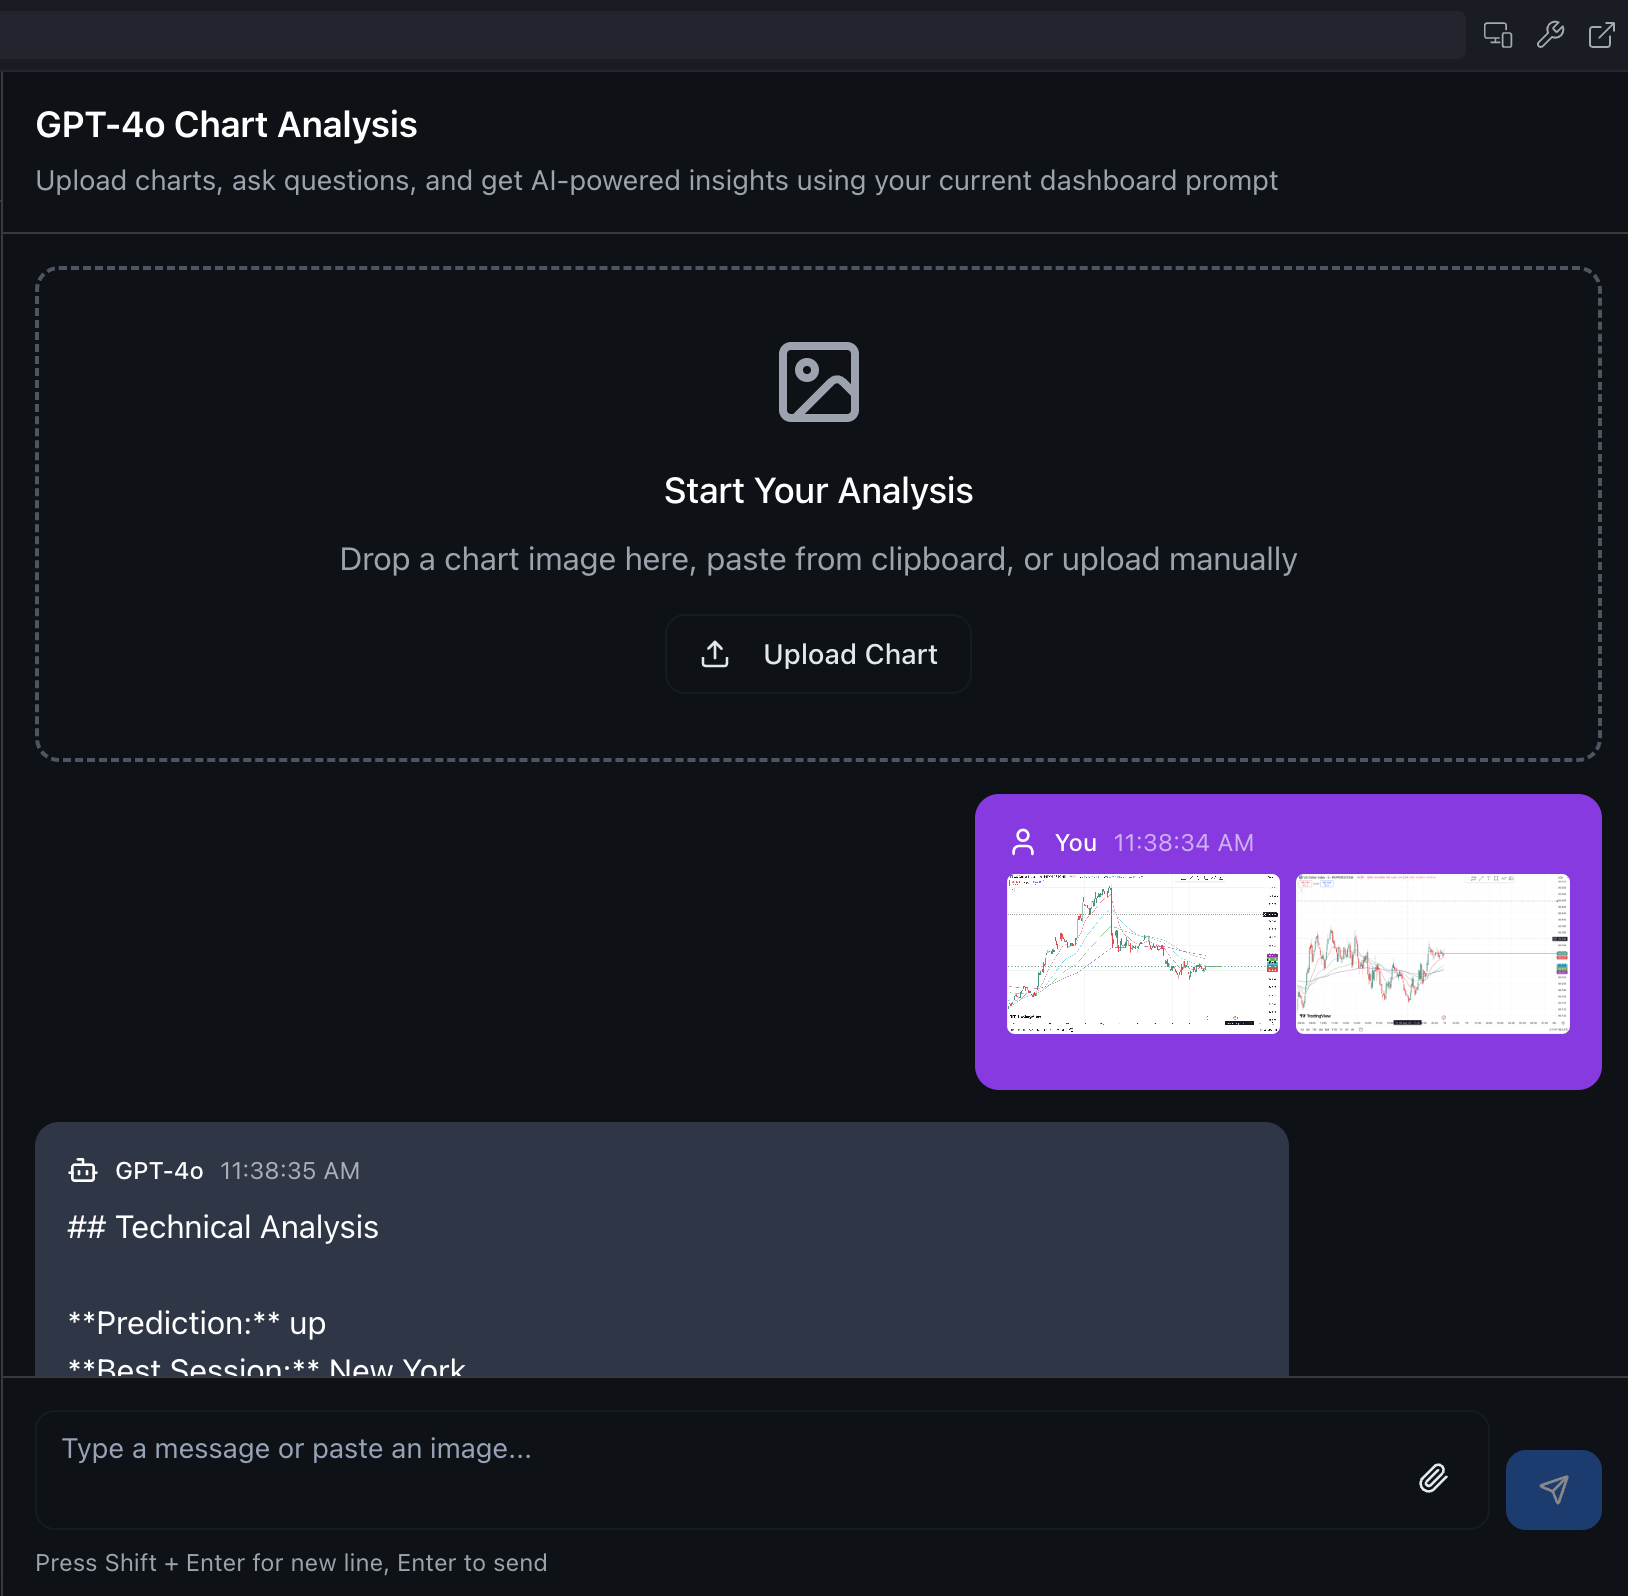 GPT-4o Chart Analysis
Upload charts, ask questions, and get AI-powered insights using your current dashboard prompt
Start Your Analysis
Drop a chart image here, paste from clipboard, or upload manually
Upload Chart
You 11:38:34 AM
TradingView
GPT-4o 11:38:35 AM
## Technical Analysis
**Prediction:** up
**Best Session:** New York
Type a message or paste an image...
Press Shift + Enter for new line, Enter to send